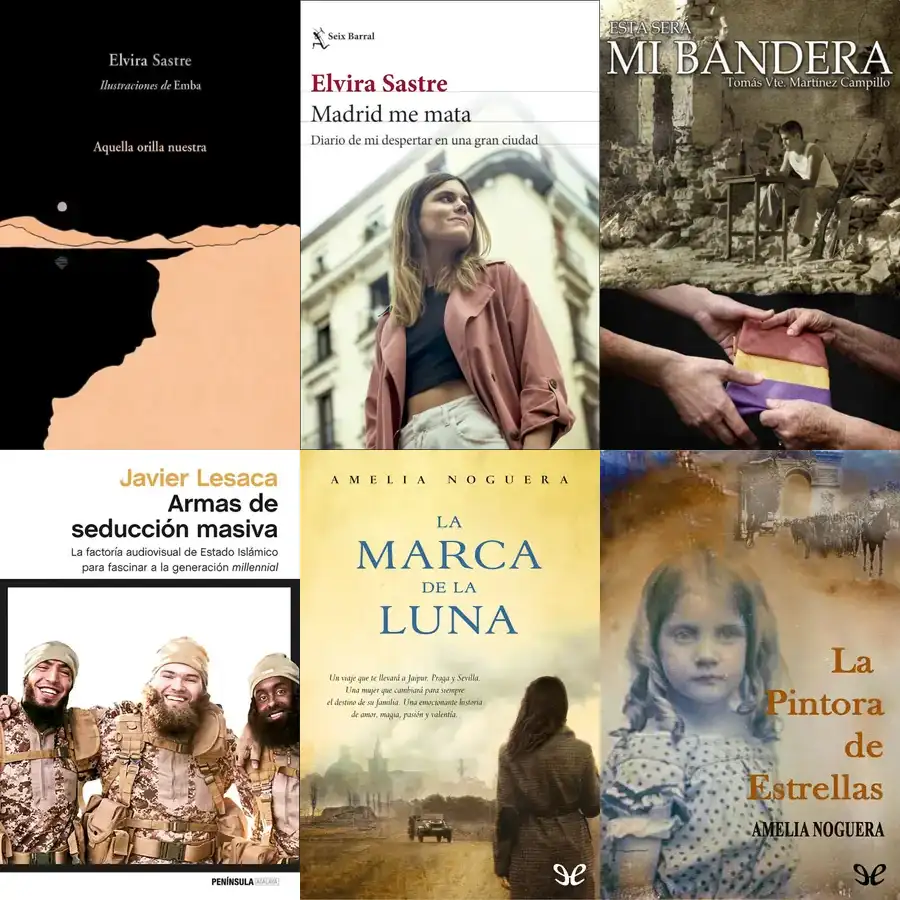 Elvira Sastre
Ilustraciones de Emba
Aquella orilla nuestra
Seix Barral
Elvira Sastre
Madrid me mata
Diario de mi despertar en una gran ciudad
ESTA SERÁ
MI BANDERA
Tomás Vte. Martínez Campillo
Javier Lesaca
Armas de
seducción masiva
La factoría audiovisual de Estado Islámico
para fascinar a la generación millennial
PENÍNSULA ATALAYA
AMELIA NOGUERA
LA
MARCA
DE LA
LUNA
Un viaje que te llevará a Jaipur, Praga y Sevilla.
Una mujer que cambiará para siempre
el destino de su familia. Una emocionante historia
de amor, magia, pasión y valentía.
La
Pintora
de
Estrellas
AMELIA NOGUERA